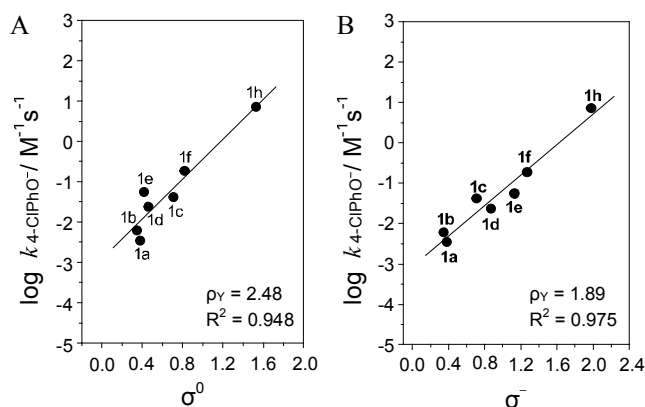 A
3
2
1
0
-1
-2
-3
-4
-5
log k 4-ClPhO⁻/ M⁻¹s⁻¹
1h
1f
1e
1c
1d
1b
1a
ρY = 2.48
R² = 0.948
0.0 0.4 0.8 1.2 1.6 2.0
σ⁰
B
3
2
1
0
-1
-2
-3
-4
-5
log k 4-ClPhO⁻/ M⁻¹s⁻¹
1h
1f
1c
1e
1d
1b
1a
ρY = 1.89
R² = 0.975
0.0 0.4 0.8 1.2 1.6 2.0 2.4
σ⁻